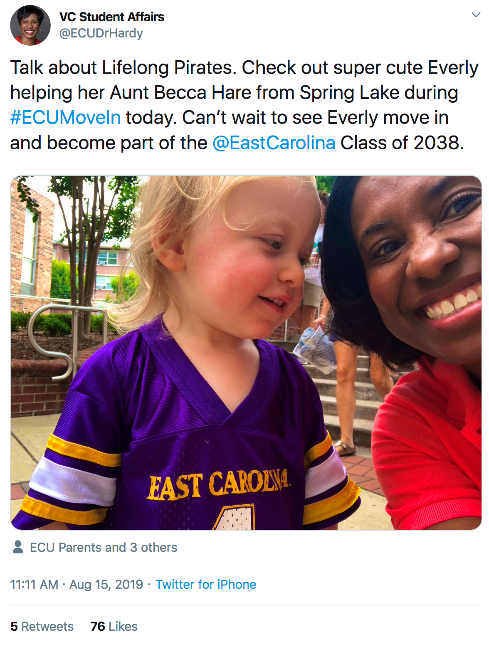 VC Student Affairs
@ECUDrHardy
Talk about Lifelong Pirates. Check out super cute Everly
helping her Aunt Becca Hare from Spring Lake during
#ECUMoveIn today. Can’t wait to see Everly move in
and become part of the @EastCarolina Class of 2038.
EAST CAROLINA
ECU Parents and 3 others
11:11 AM · Aug 15, 2019 · Twitter for iPhone
5 Retweets 76 Likes